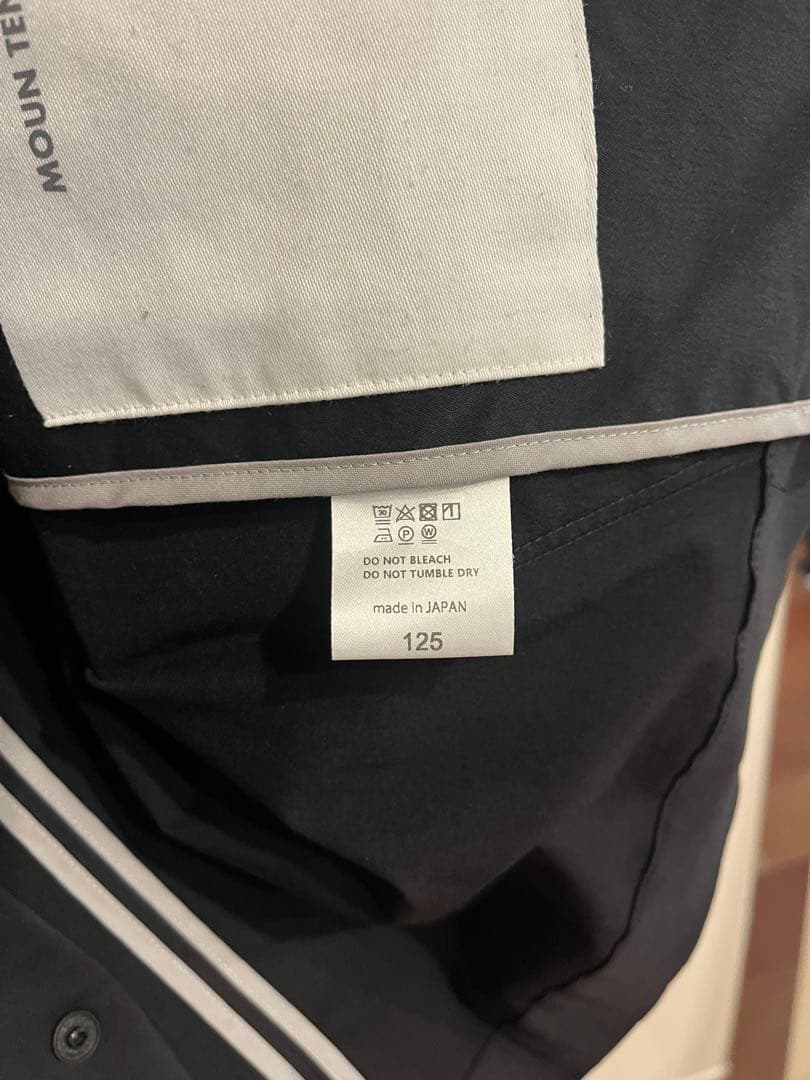 MOUN TEN
DO NOT BLEACH
DO NOT TUMBLE DRY
made in JAPAN
125